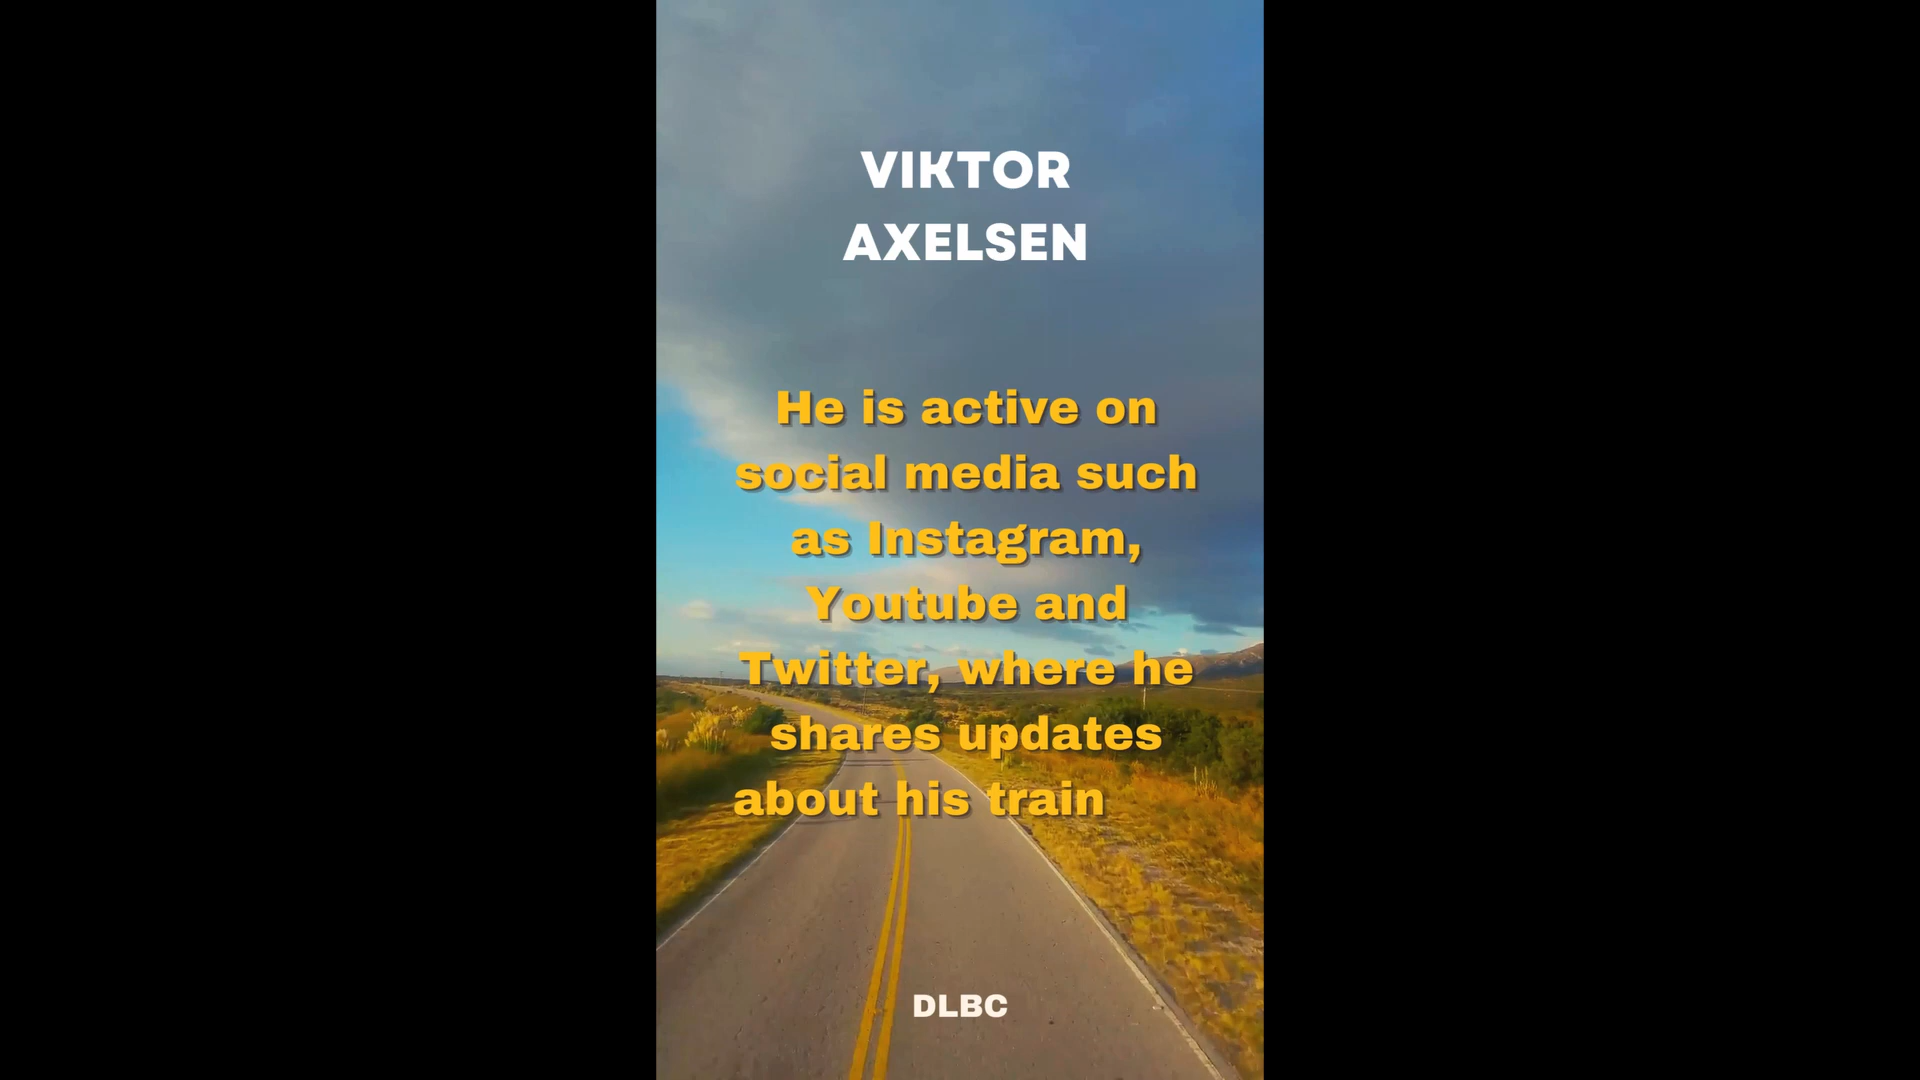 VIKTOR
AXELSEN
He is active on
social media such
as Instagram,
Youtube and
Twitter, where he
shares updates
about his train
DLBC